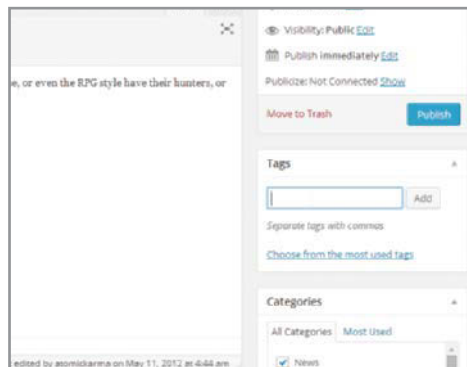 Visibility: Public Edit
Publish immediately Edit
Publicize: Not Connected Show
e, or even the RPG style have their hunters, or
Move to Trash
Publish
Tags
Add
Separate tags with commas
Choose from the most used tags
Categories
All Categories Most Used
News
edited by atomickarma on May 11, 2012 at 4:44 am